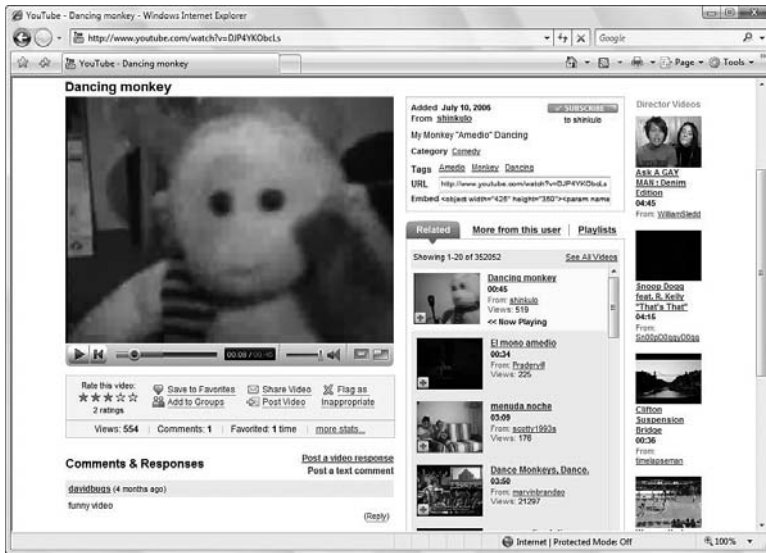 YouTube - Dancing monkey - Windows Internet Explorer
http://www.youtube.com/watch?v=DJP4YKObcLs
Google
YouTube - Dancing monkey
Page
Tools
Dancing monkey
00:08 / 00:45
Rate this video:
2 ratings
Save to Favorites
Add to Groups
Share Video
Post Video
Flag as
Inappropriate
Views: 554 | Comments: 1 | Favorited: 1 time | more stats...
Comments & Responses
Post a video response
Post a text comment
davidbugs (4 months ago)
funny video
(Reply)
Added July 10, 2006
From shinkulo
SUBSCRIBE
to shinkulo
My Monkey "Amedio" Dancing
Category Comedy
Tags Amedio Monkey Dancing
URL http://www.youtube.com/watch?v=DJP4YKObcLs
Embed <object width="425" height="350"><param name
Related
More from this user
Playlists
Showing 1-20 of 352052
See All Videos
Dancing monkey
00:45
From: shinkulo
Views: 519
<< Now Playing
El mono amedio
00:34
From: Pradervill
Views: 225
menuda noche
03:09
From: scotty1993s
Views: 176
Dance Monkeys, Dance.
03:50
From: marvinbrandao
Views: 21297
Director Videos
Ask A GAY
MAN : Denim
Edition
04:45
From: WilliamSledd
Snoop Dogg
feat. R. Kelly
"That's That"
04:15
From:
Sn00pD0ggyD0gg
Clifton
Suspension
Bridge
00:36
From:
timelapseman
Internet | Protected Mode: Off
100%